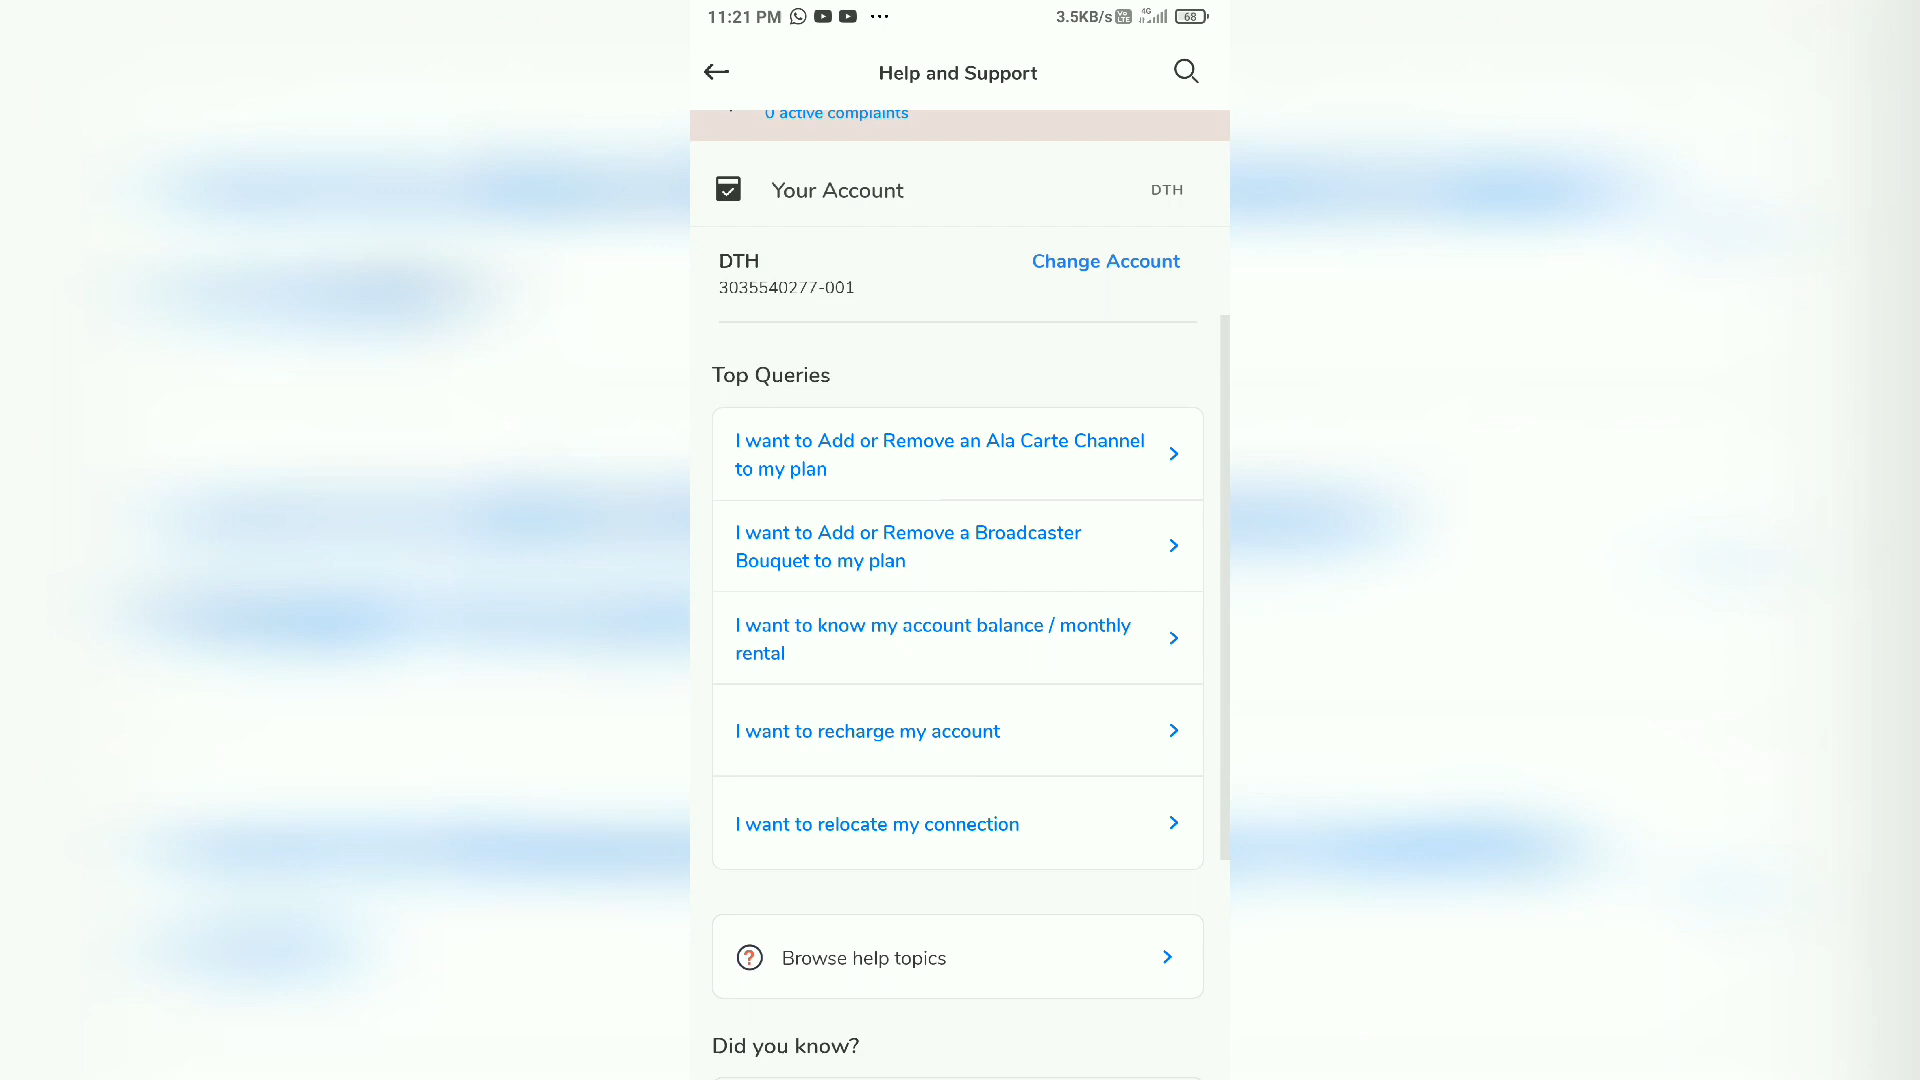 11:21 PM
3.5KB/s Vo LTE 4G 68
Help and Support
0 active complaints
Your Account
DTH
DTH
Change Account
3035540277-001
Top Queries
I want to Add or Remove an Ala Carte Channel
to my plan
I want to Add or Remove a Broadcaster
Bouquet to my plan
I want to know my account balance / monthly
rental
I want to recharge my account
I want to relocate my connection
? Browse help topics
Did you know?